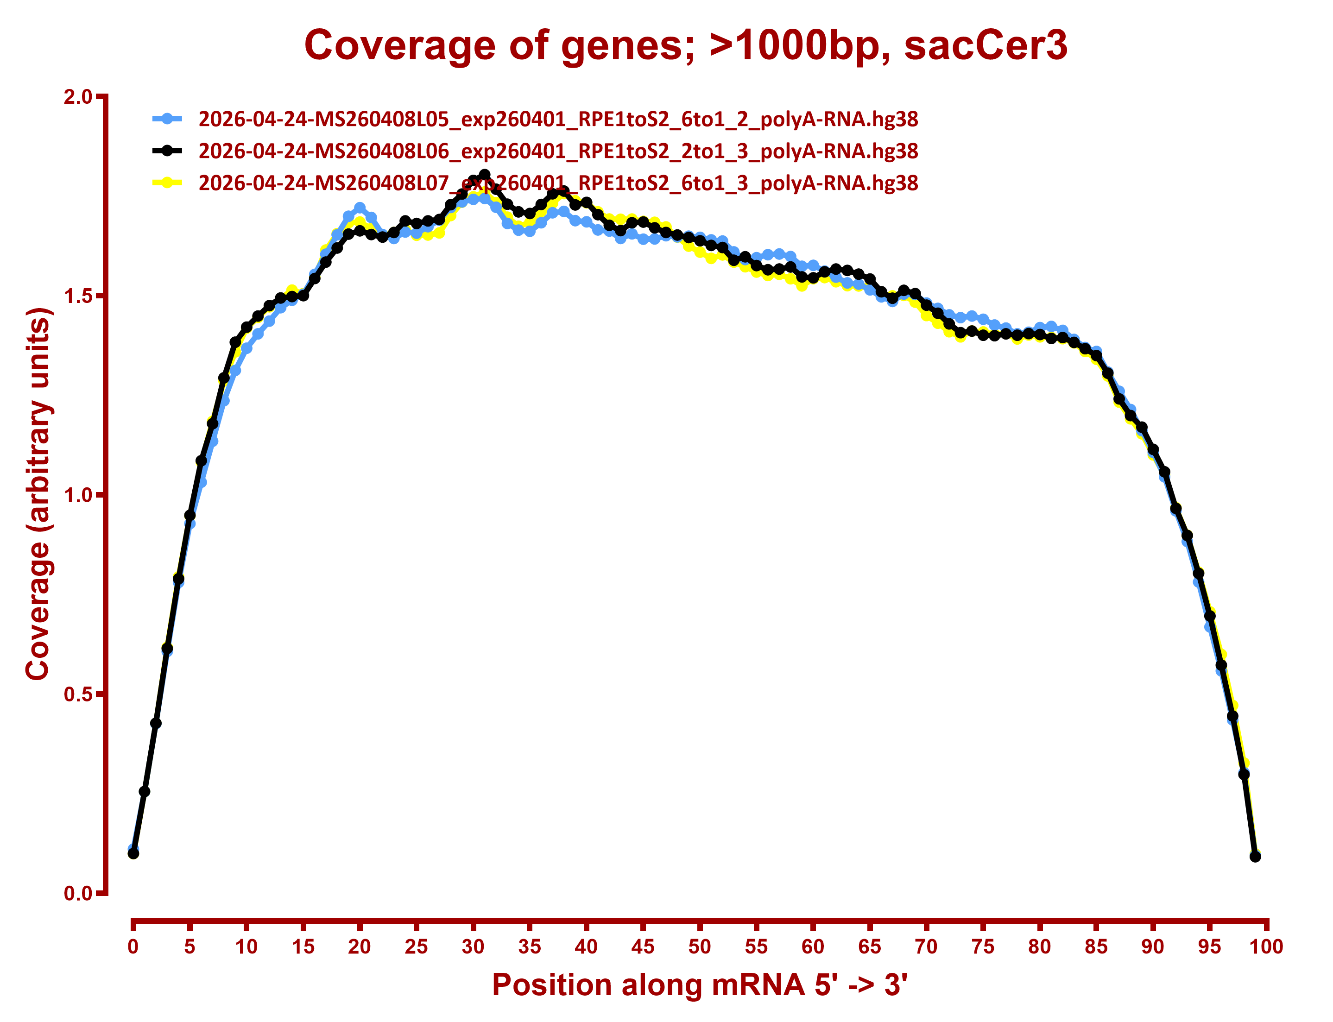 Coverage of genes; >1000bp, sacCer3
2026-04-24-MS260408L05_exp260401_RPE1toS2_6to1_2_polyA-RNA.hg38
2026-04-24-MS260408L06_exp260401_RPE1toS2_2to1_3_polyA-RNA.hg38
2026-04-24-MS260408L07_exp260401_RPE1toS2_6to1_3_polyA-RNA.hg38
Coverage (arbitrary units)
2.0
1.5
1.0
0.5
0.0
0 5 10 15 20 25 30 35 40 45 50 55 60 65 70 75 80 85 90 95 100
Position along mRNA 5' -> 3'